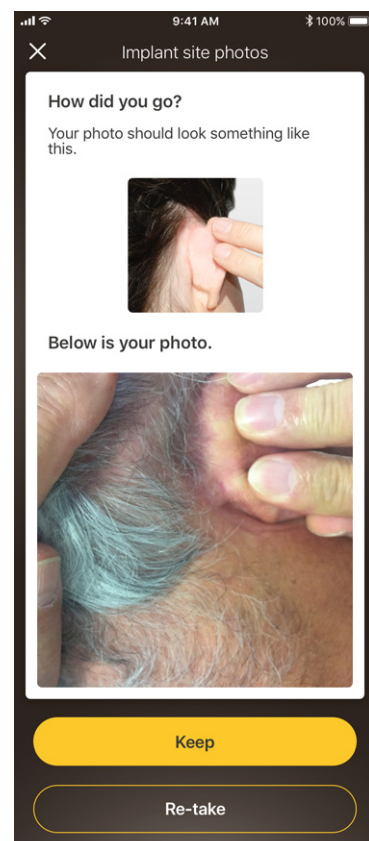 9:41 AM
100%
Implant site photos
How did you go?
Your photo should look something like
this.
Below is your photo.
Keep
Re-take